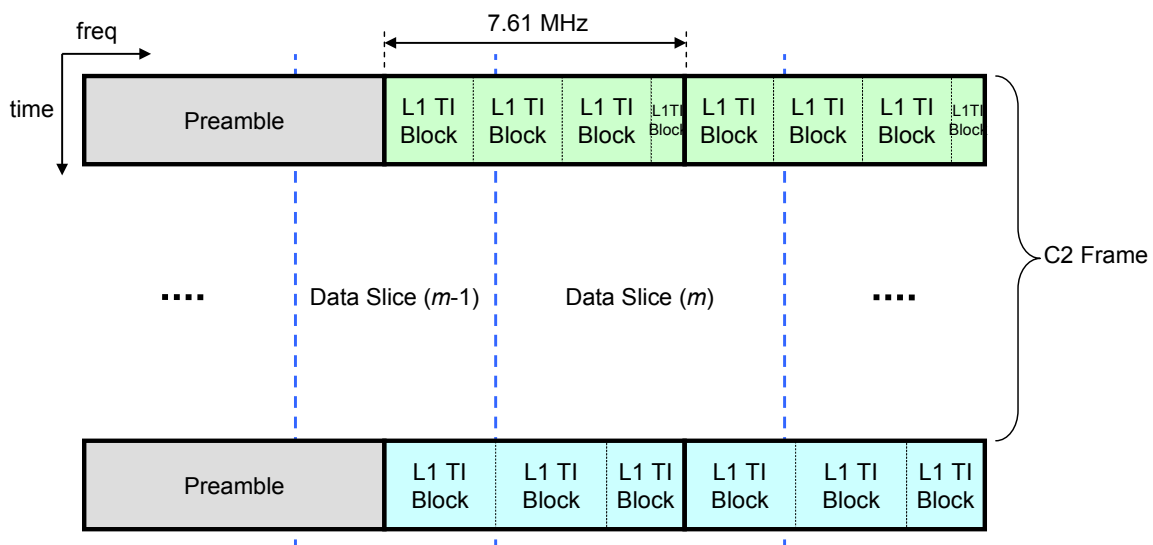 freq
7.61 MHz
time
Preamble
L1 TI
Block
L1 TI
Block
L1 TI
Block
L1TI
Block
L1 TI
Block
L1 TI
Block
L1 TI
Block
L1TI
Block
C2 Frame
....
Data Slice (m-1)
Data Slice (m)
....
Preamble
L1 TI
Block
L1 TI
Block
L1 TI
Block
L1 TI
Block
L1 TI
Block
L1 TI
Block